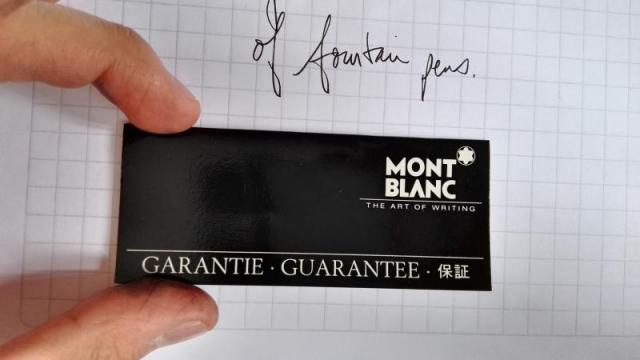 of fountain pens.
MONT
BLANC
THE ART OF WRITING
GARANTIE · GUARANTEE · 保証